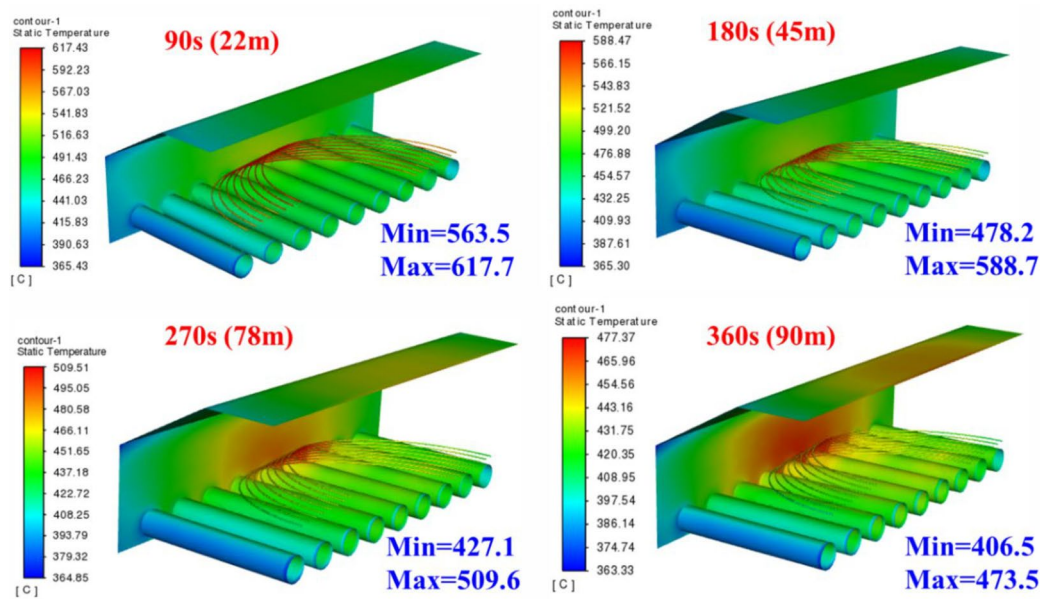 contour-1
Static Temperature
617.43
592.23
567.03
541.83
516.63
491.43
466.23
441.03
415.83
390.63
365.43
[ C ]
90s (22m)
Min=563.5
Max=617.7
contour-1
Static Temperature
588.47
566.15
543.83
521.52
499.20
476.88
454.57
432.25
409.93
387.61
365.30
[ C ]
180s (45m)
Min=478.2
Max=588.7
contour-1
Static Temperature
509.51
495.05
480.58
466.11
451.65
437.18
422.72
408.25
393.79
379.32
364.85
[ C ]
270s (78m)
Min=427.1
Max=509.6
contour-1
Static Temperature
477.37
465.96
454.56
443.16
431.75
420.35
408.95
397.54
386.14
374.74
363.33
[ C ]
360s (90m)
Min=406.5
Max=473.5